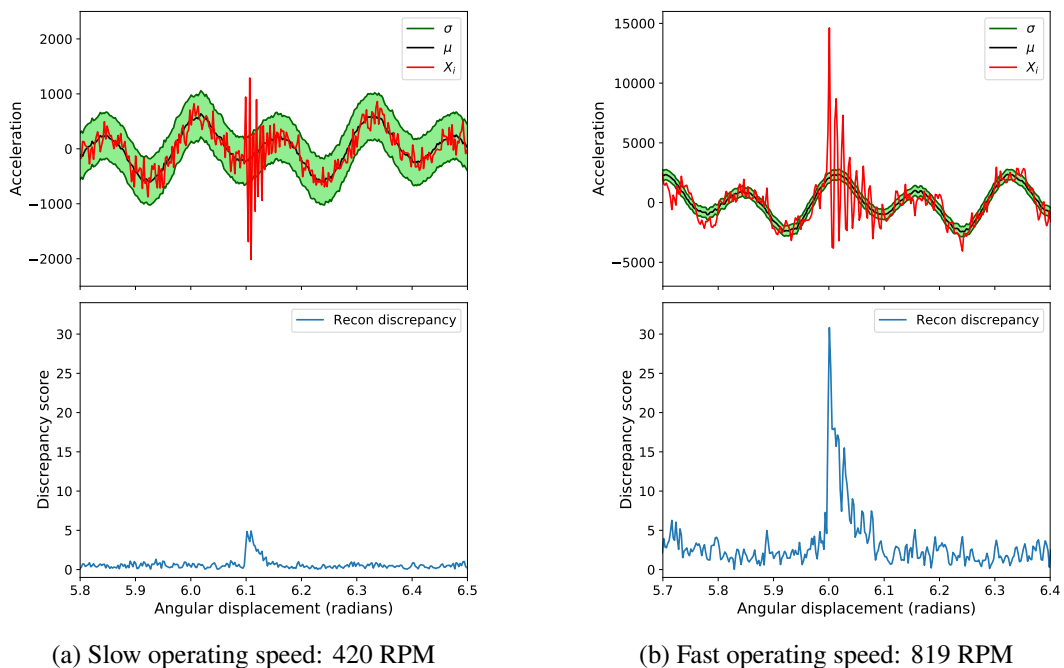 2000
1000
0
−1000
−2000
Acceleration
σ
μ
X_i
30
25
20
15
10
5
0
Discrepancy score
Recon discrepancy
5.8 5.9 6.0 6.1 6.2 6.3 6.4 6.5
Angular displacement (radians)
(a) Slow operating speed: 420 RPM
15000
10000
5000
0
−5000
Acceleration
σ
μ
X_i
30
25
20
15
10
5
0
Discrepancy score
Recon discrepancy
5.7 5.8 5.9 6.0 6.1 6.2 6.3 6.4
Angular displacement (radians)
(b) Fast operating speed: 819 RPM